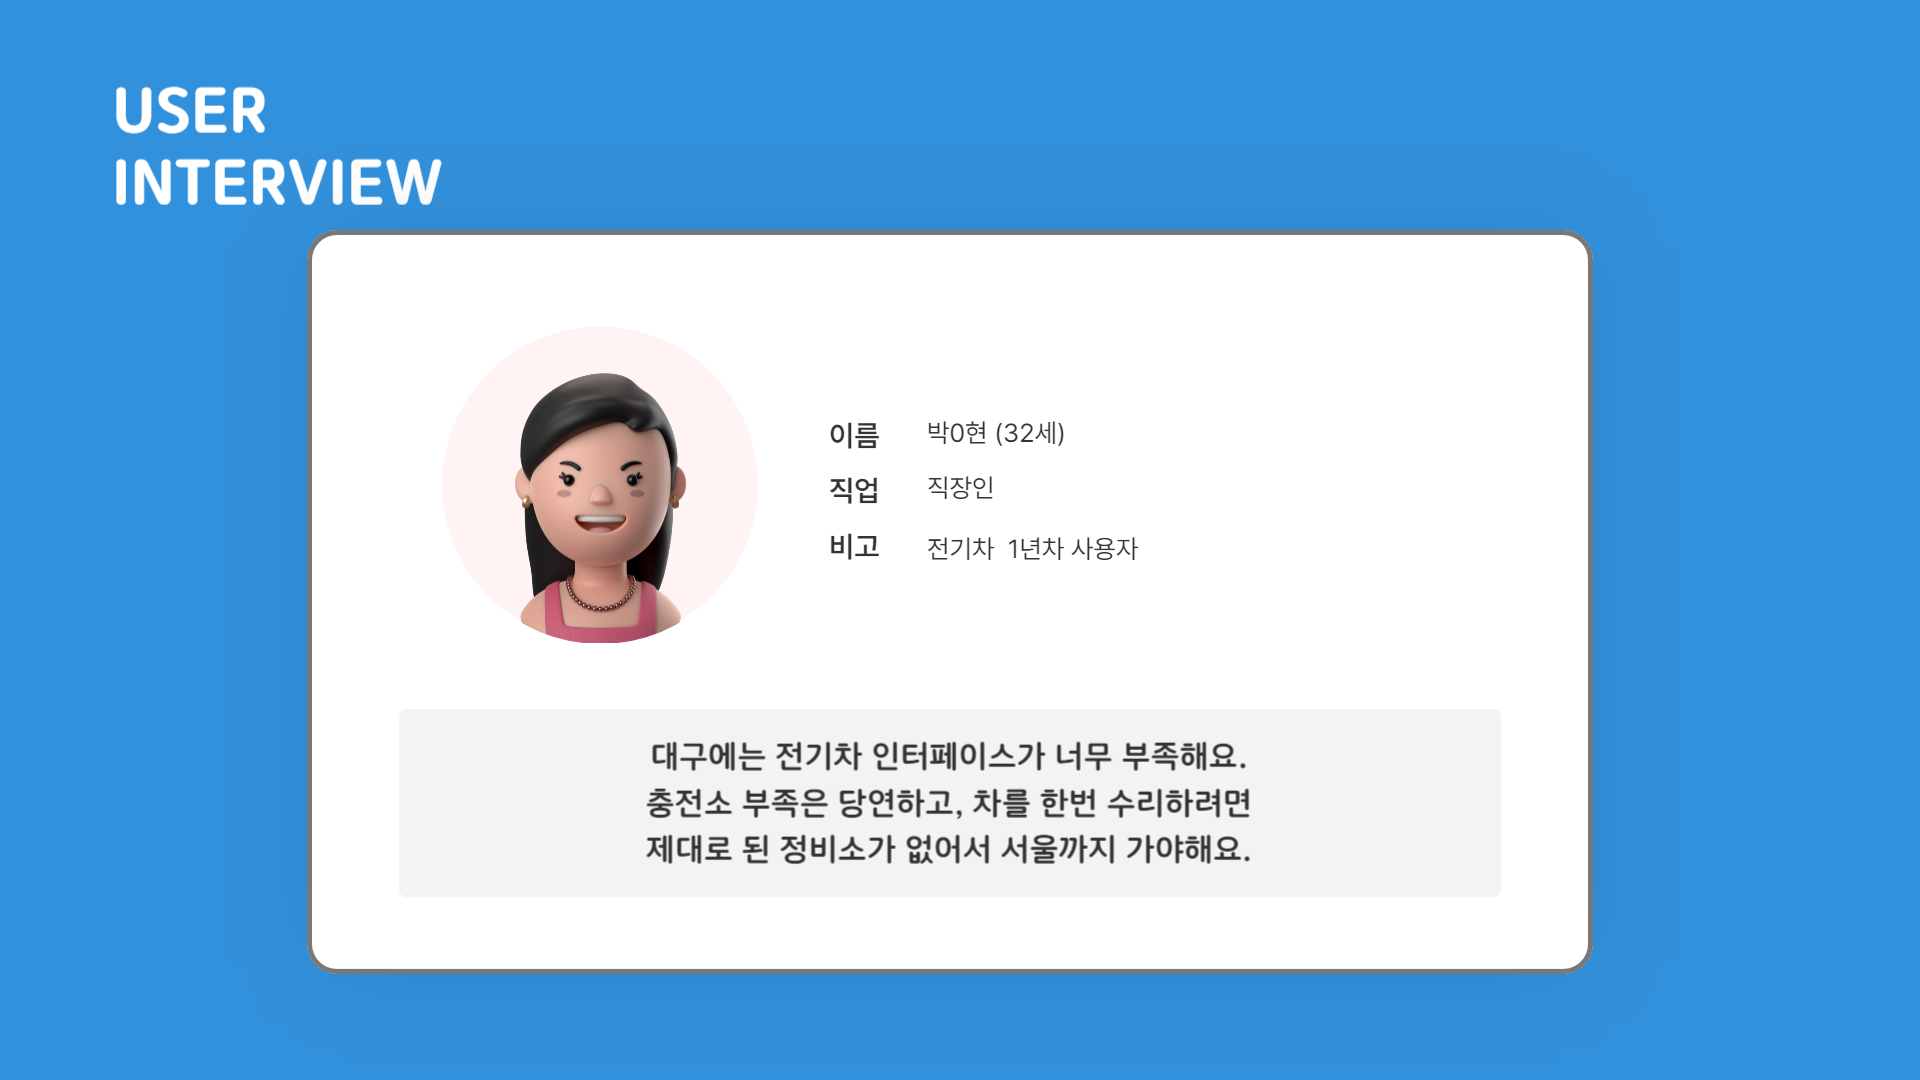 USER
INTERVIEW
이름 박0현 (32세)
직업 직장인
비고 전기차 1년차 사용자
대구에는 전기차 인터페이스가 너무 부족해요.
충전소 부족은 당연하고, 차를 한번 수리하려면
제대로 된 정비소가 없어서 서울까지 가야해요.